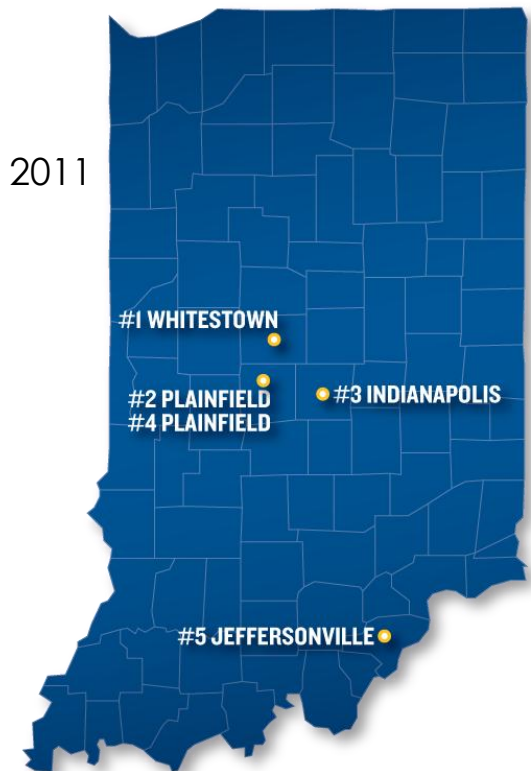 2011
#1 WHITESTOWN
#2 PLAINFIELD
#4 PLAINFIELD
#3 INDIANAPOLIS
#5 JEFFERSONVILLE